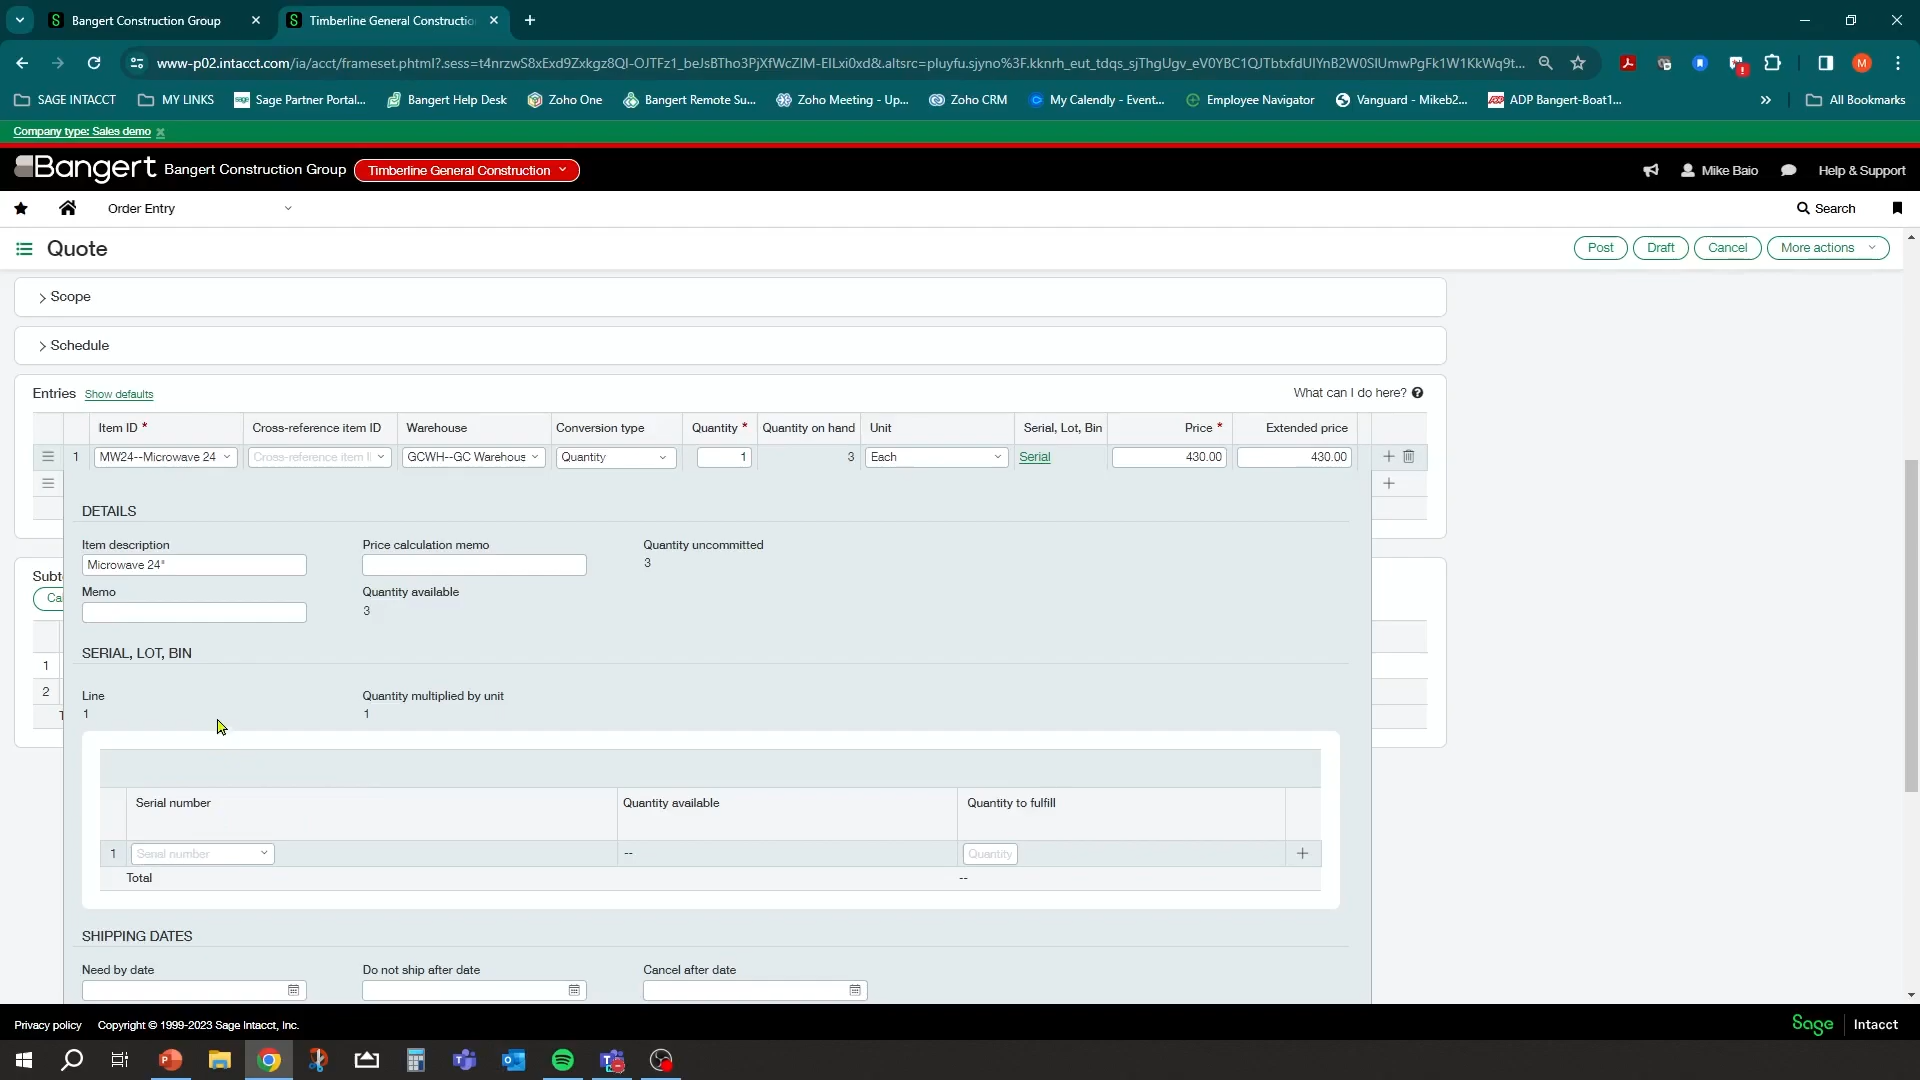 Bangert Construction Group
Timberline General Constructio
www-p02.intacct.com/ia/acct/frameset.phtml?.sess=
SAGE INTACCT
MY LINKS
Sage Partner Portal...
Bangert Help Desk
Zoho One
Bangert Remote Su...
Zoho Meeting - Up...
Zoho CRM
My Calendly - Event...
Employee Navigator
Vanguard - Mikeb2...
ADP Bangert-Boat1...
All Bookmarks
Company type: Sales demo
Bangert Bangert Construction Group Timberline General Construction
Mike Baio
Help & Support
Order Entry
Search
Quote
Post
Draft
Cancel
More actions
Scope
Schedule
Entries Show defaults
What can I do here?
Item ID * Cross-reference item ID Warehouse Conversion type Quantity * Quantity on hand Unit Serial, Lot, Bin Price * Extended price
1 MW24--Microwave 24 Cross-reference item I GCWH--GC Warehous Quantity 1 3 Each Serial 430.00 430.00
DETAILS
Item description Price calculation memo Quantity uncommitted
Microwave 24" 3
Subt
Memo Quantity available
Ca
3
SERIAL, LOT, BIN
1
2
Line Quantity multiplied by unit
1 1
T
Serial number Quantity available Quantity to fulfill
1 Serial number -- Quantity
Total --
SHIPPING DATES
Need by date Do not ship after date Cancel after date
Privacy policy Copyright © 1999-2023 Sage Intacct, Inc.
Sage Intacct